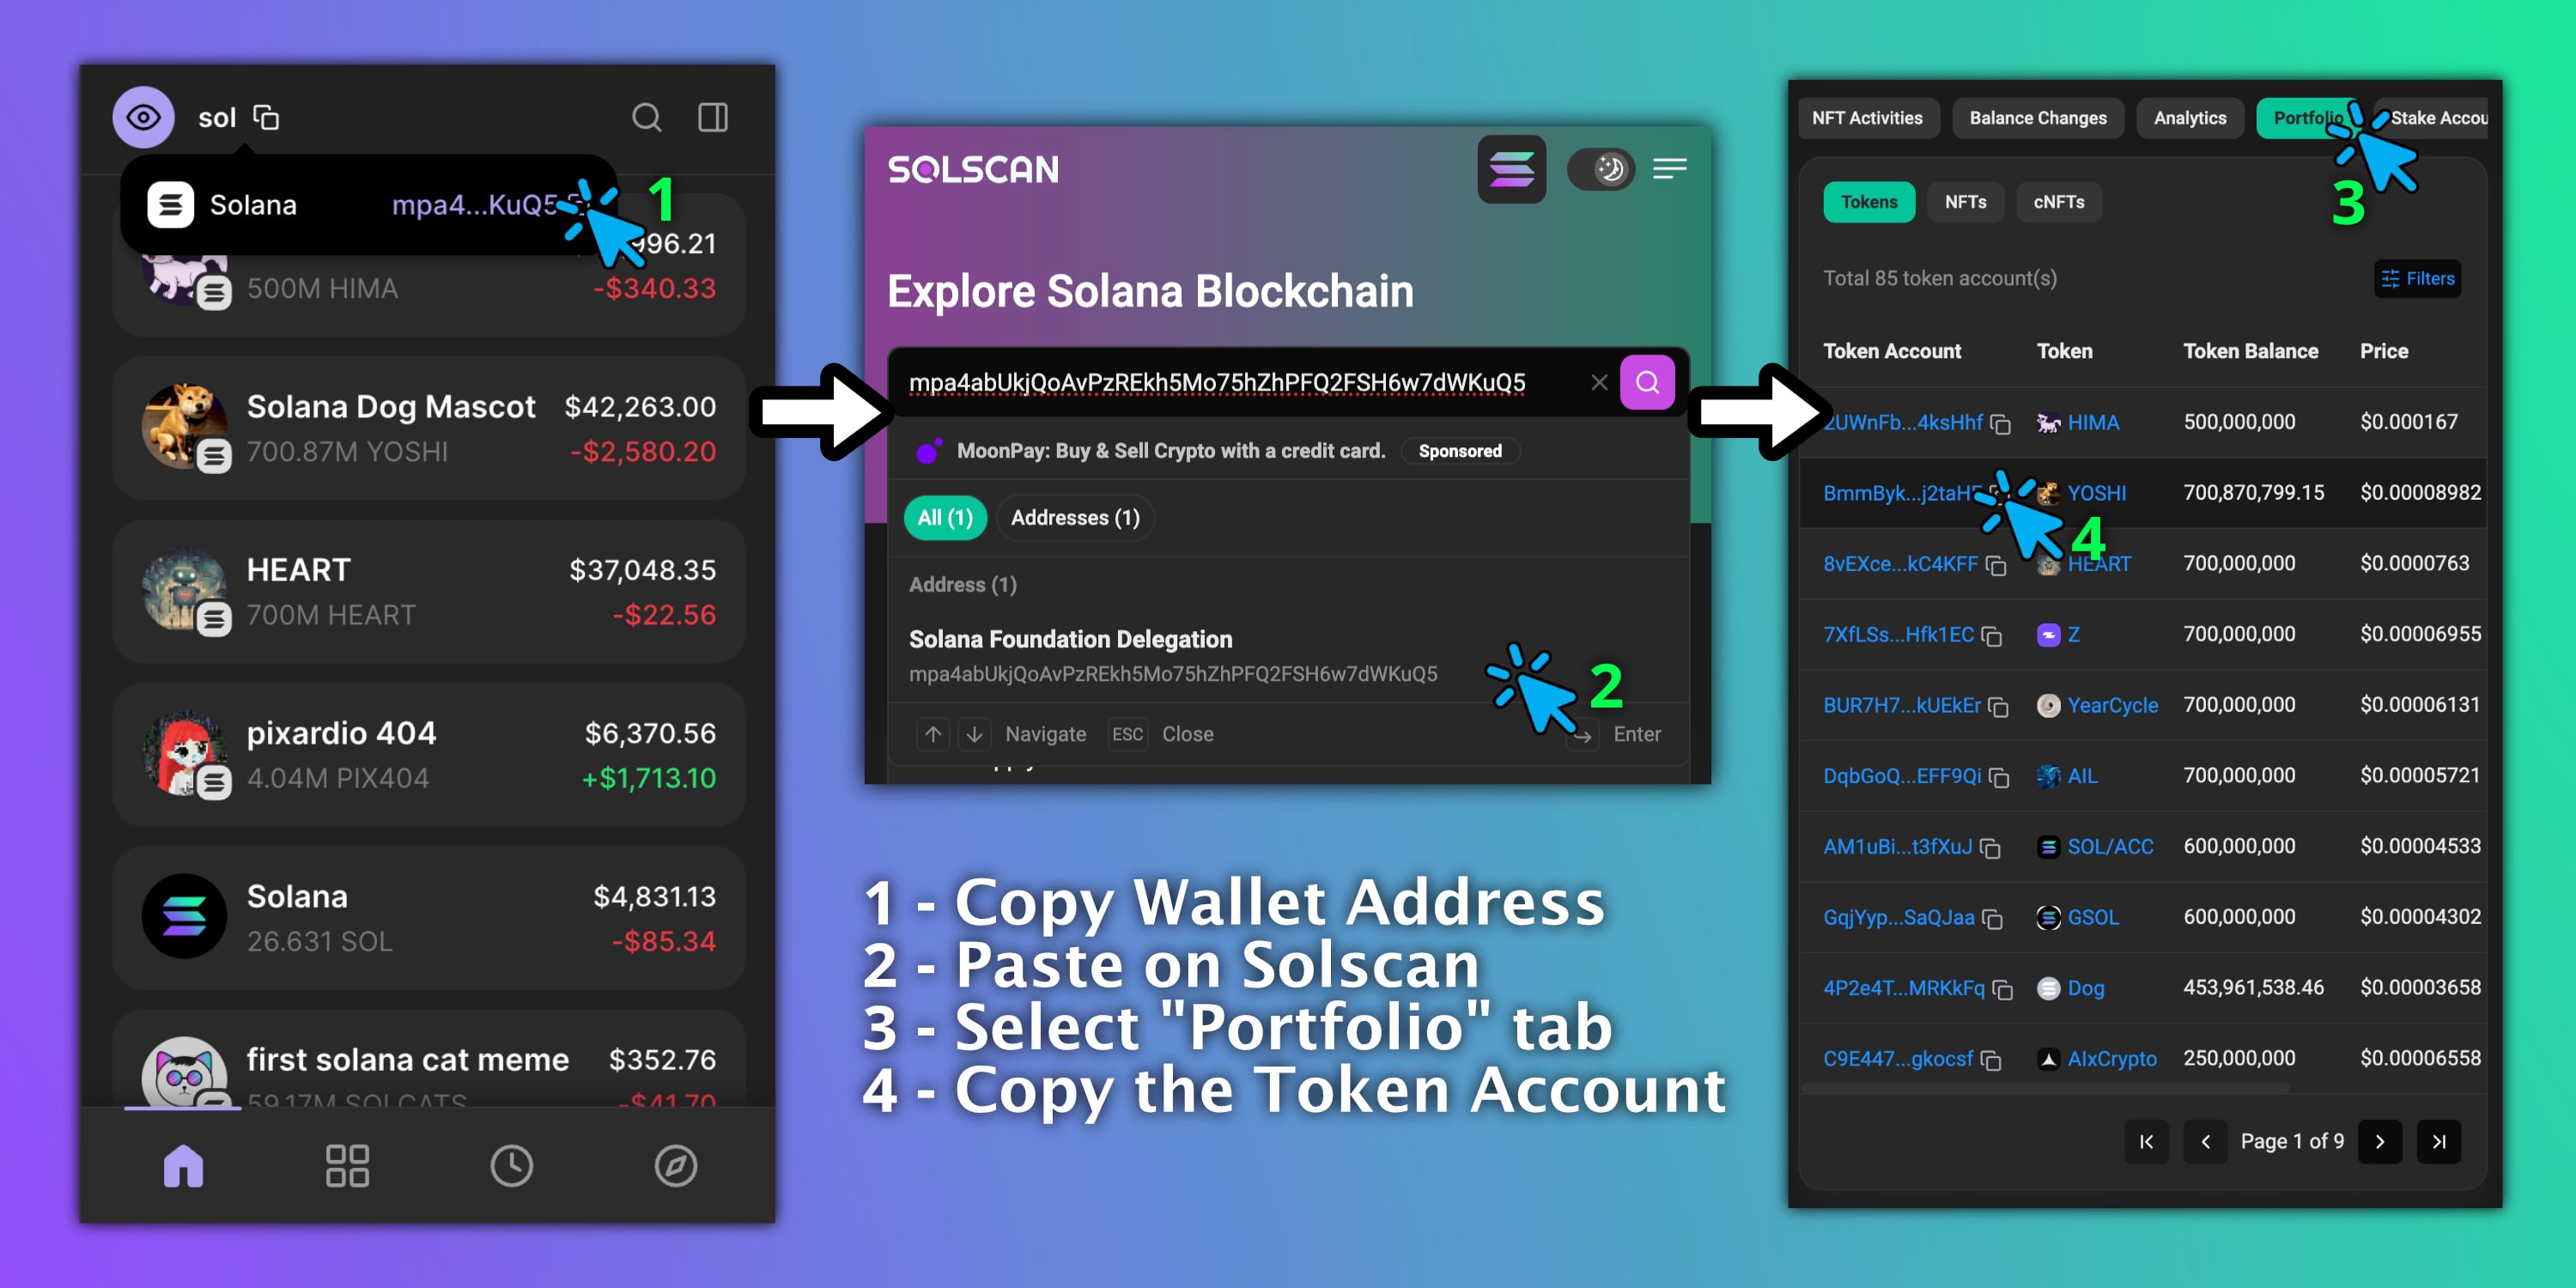 sol
Solana mpa4...KuQ5
1
996.21
500M HIMA -$340.33
Solana Dog Mascot $42,263.00
700.87M YOSHI -$2,580.20
HEART $37,048.35
700M HEART -$22.56
pixardio 404 $6,370.56
4.04M PIX404 +$1,713.10
Solana $4,831.13
26.631 SOL -$85.34
first solana cat meme $352.76
59.17M SOLCATS -$41.70
SOLSCAN
Explore Solana Blockchain
mpa4abUkjQoAvPzREkh5Mo75hZhPFQ2FSH6w7dWKuQ5
MoonPay: Buy & Sell Crypto with a credit card. Sponsored
All (1) Addresses (1)
Address (1)
Solana Foundation Delegation
mpa4abUkjQoAvPzREkh5Mo75hZhPFQ2FSH6w7dWKuQ5
2
Navigate ESC Close Enter
1 - Copy Wallet Address
2 - Paste on Solscan
3 - Select "Portfolio" tab
4 - Copy the Token Account
NFT Activities Balance Changes Analytics Portfolio Stake Accou
3
Tokens NFTs cNFTs
Total 85 token account(s) Filters
Token Account Token Token Balance Price
2UWnFb...4ksHhf HIMA 500,000,000 $0.000167
BmmByk...j2taHF YOSHI 700,870,799.15 $0.00008982
4
8vEXce...kC4KFF HEART 700,000,000 $0.0000763
7XfLSs...Hfk1EC Z 700,000,000 $0.00006955
BUR7H7...kUEkEr YearCycle 700,000,000 $0.00006131
DqbGoQ...EFF9Qi AIL 700,000,000 $0.00005721
AM1uBi...t3fXuJ SOL/ACC 600,000,000 $0.00004533
GqjYyp...SaQJaa GSOL 600,000,000 $0.00004302
4P2e4T...MRKkFq Dog 453,961,538.46 $0.00003658
C9E447...gkocsf AIxCrypto 250,000,000 $0.00006558
Page 1 of 9